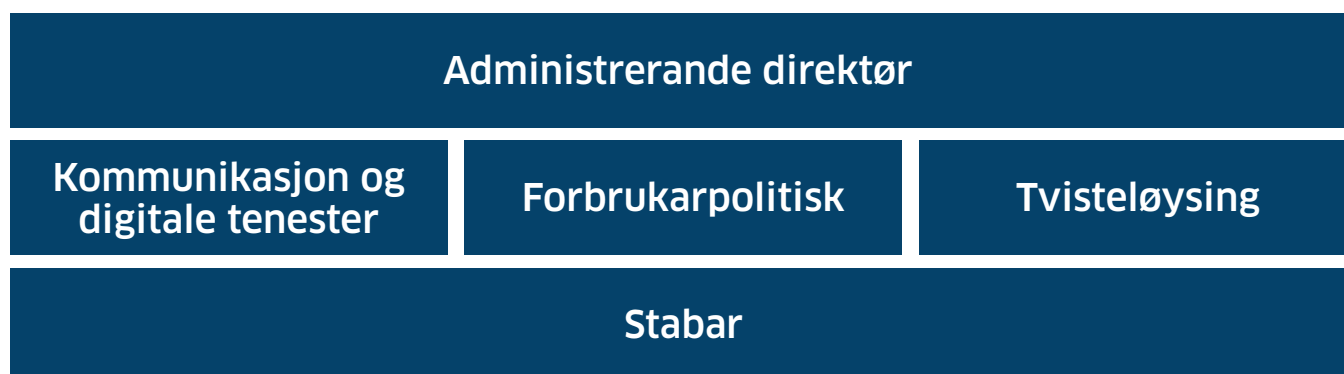 Administrerande direktør
Kommunikasjon og
digitale tenester
Forbrukarpolitisk
Tvisteløysing
Stabar